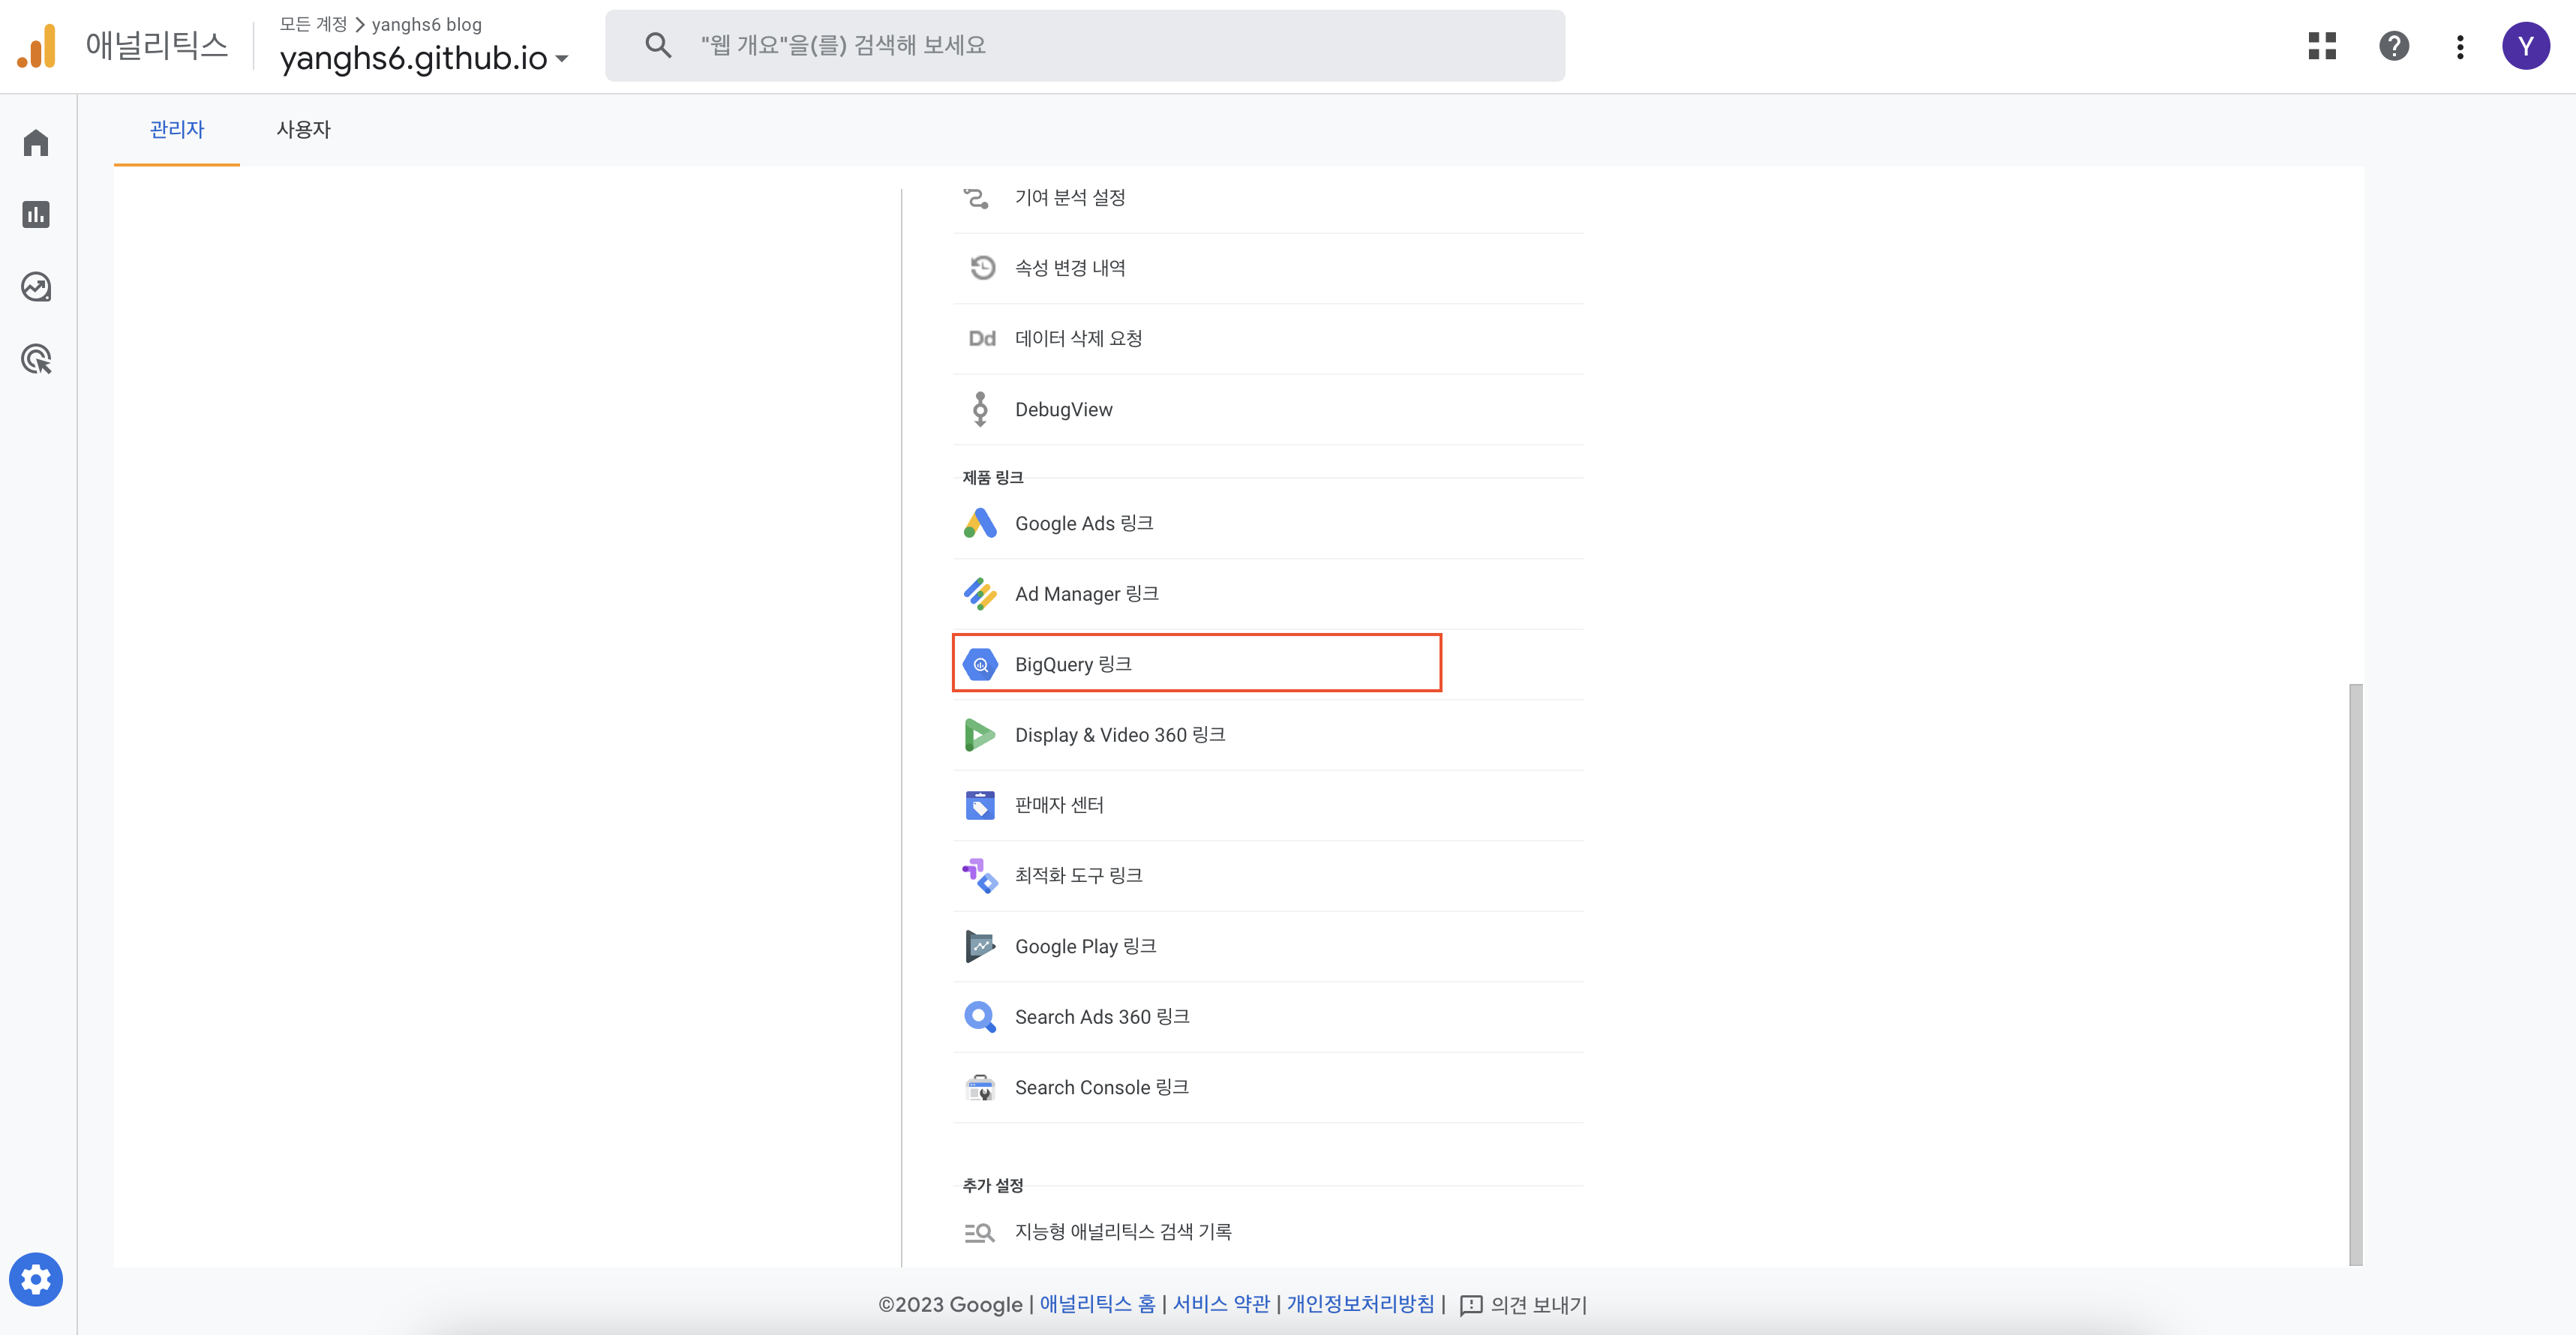 애널리틱스
모든 계정 > yanghs6 blog
yanghs6.github.io
"웹 개요"을(를) 검색해 보세요
Y
관리자
사용자
기여 분석 설정
속성 변경 내역
Dd 데이터 삭제 요청
DebugView
제품 링크
Google Ads 링크
Ad Manager 링크
BigQuery 링크
Display & Video 360 링크
판매자 센터
최적화 도구 링크
Google Play 링크
Search Ads 360 링크
Search Console 링크
추가 설정
지능형 애널리틱스 검색 기록
©2023 Google | 애널리틱스 홈 | 서비스 약관 | 개인정보처리방침 | 의견 보내기